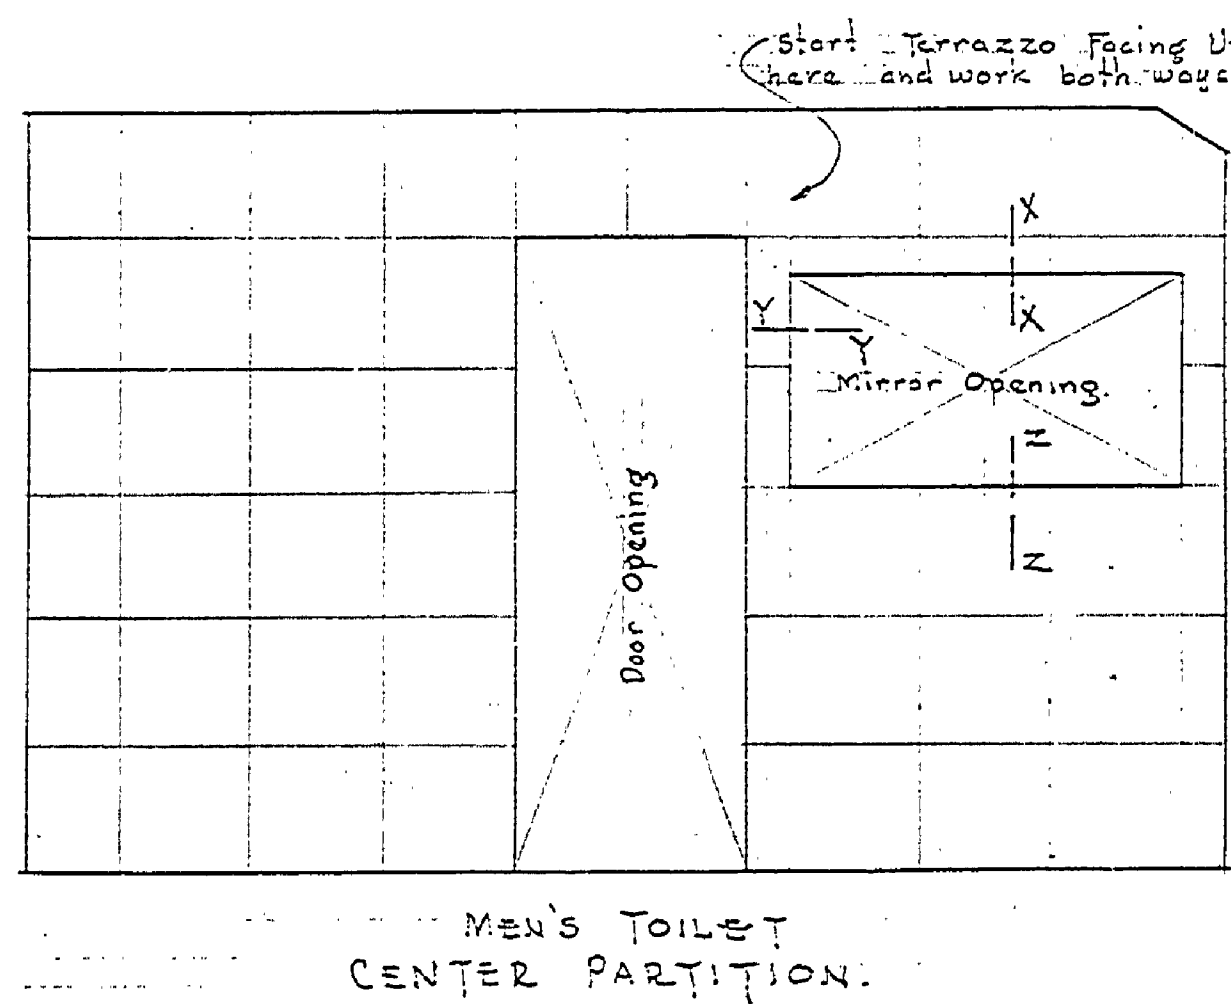 Start Terrazzo Facing U
here and work both ways
X
X
Y
Y
Mirror Opening.
Z
Z
Door Opening
MEN'S TOILET
CENTER PARTITION.